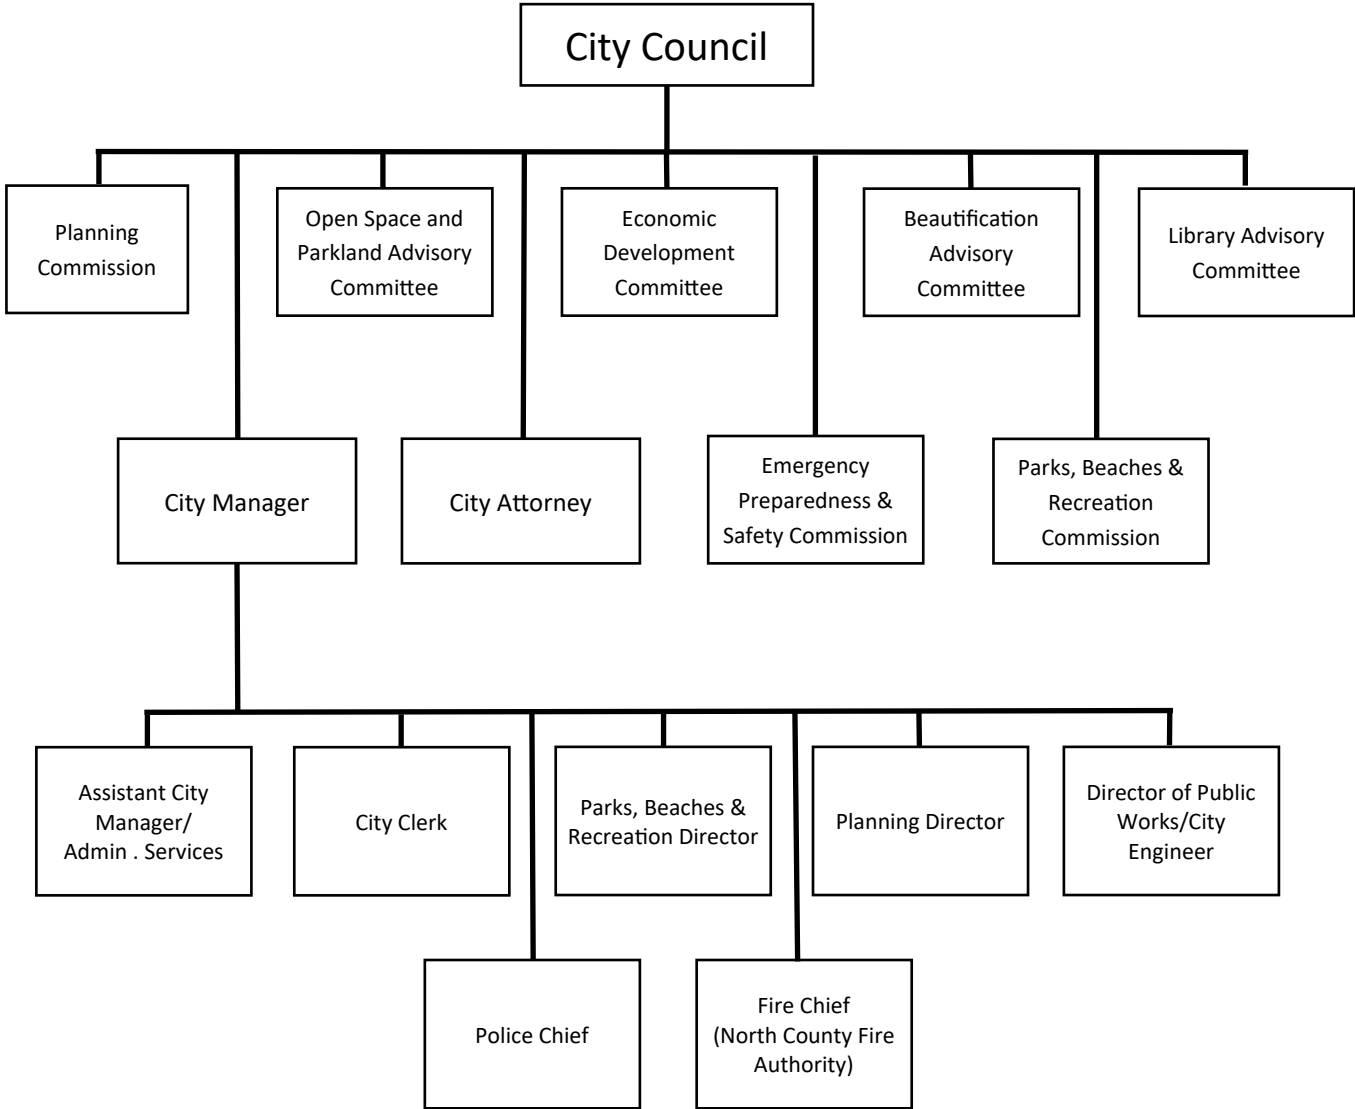 City Council
Planning
Commission
Open Space and
Parkland Advisory
Committee
Economic
Development
Committee
Beautification
Advisory
Committee
Library Advisory
Committee
City Manager
City Attorney
Emergency
Preparedness &
Safety Commission
Parks, Beaches &
Recreation
Commission
Assistant City
Manager/
Admin . Services
City Clerk
Parks, Beaches &
Recreation Director
Planning Director
Director of Public
Works/City
Engineer
Police Chief
Fire Chief
(North County Fire
Authority)